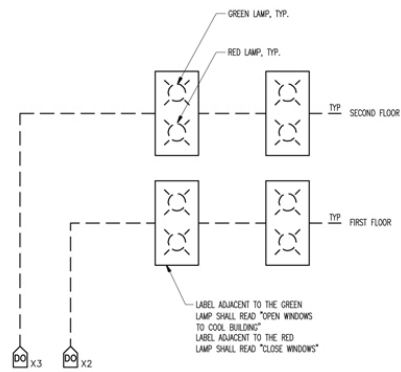 GREEN LAMP, TYP.
RED LAMP, TYP.
TYP SECOND FLOOR
TYP FIRST FLOOR
LABEL ADJACENT TO THE GREEN
LAMP SHALL READ "OPEN WINDOWS
TO COOL BUILDING"
LABEL ADJACENT TO THE RED
LAMP SHALL READ "CLOSE WINDOWS"
DO X3 DO X2